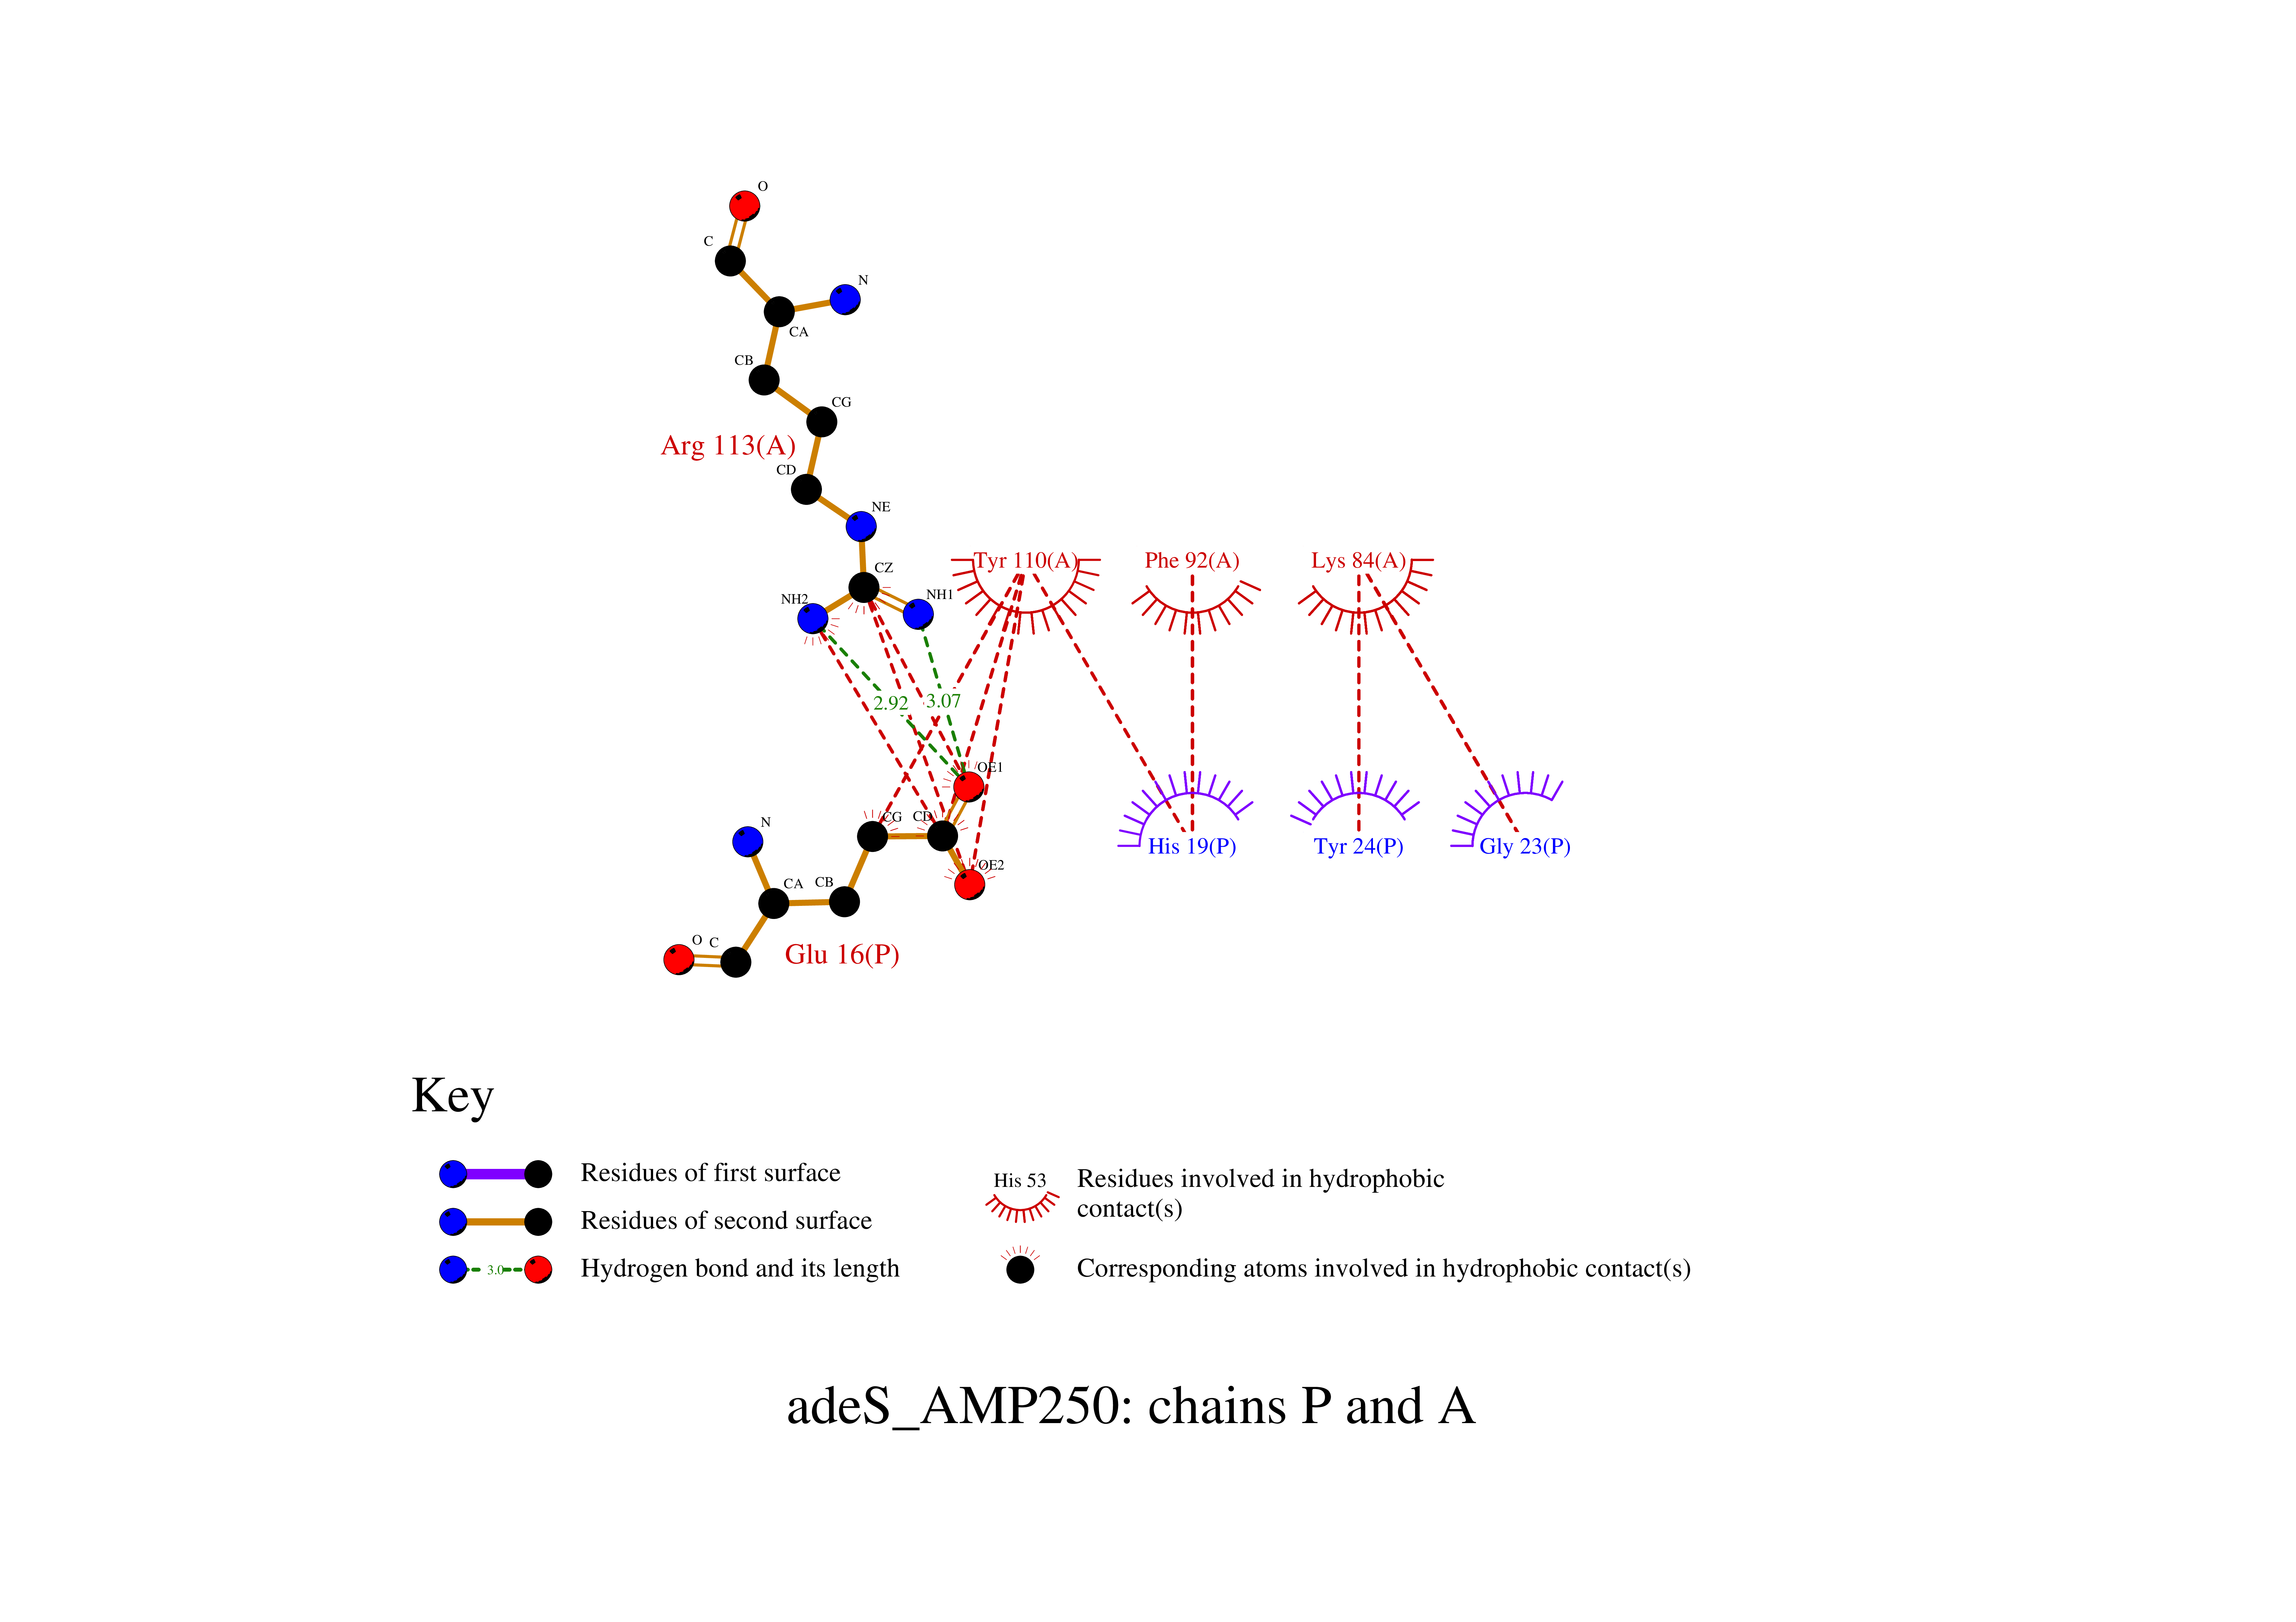 O
C
N
CA
CB
CG
Arg 113(A)
CD
NE
CZ
NH2
NH1
Tyr 110(A)
Phe 92(A)
Lys 84(A)
2.92
3.07
OE1
CG
CD
N
OE2
CA
CB
O
C
Glu 16(P)
His 19(P)
Tyr 24(P)
Gly 23(P)
Key
Residues of first surface
Residues of second surface
3.0
Hydrogen bond and its length
His 53
Residues involved in hydrophobic
contact(s)
Corresponding atoms involved in hydrophobic contact(s)
adeS_AMP250: chains P and A